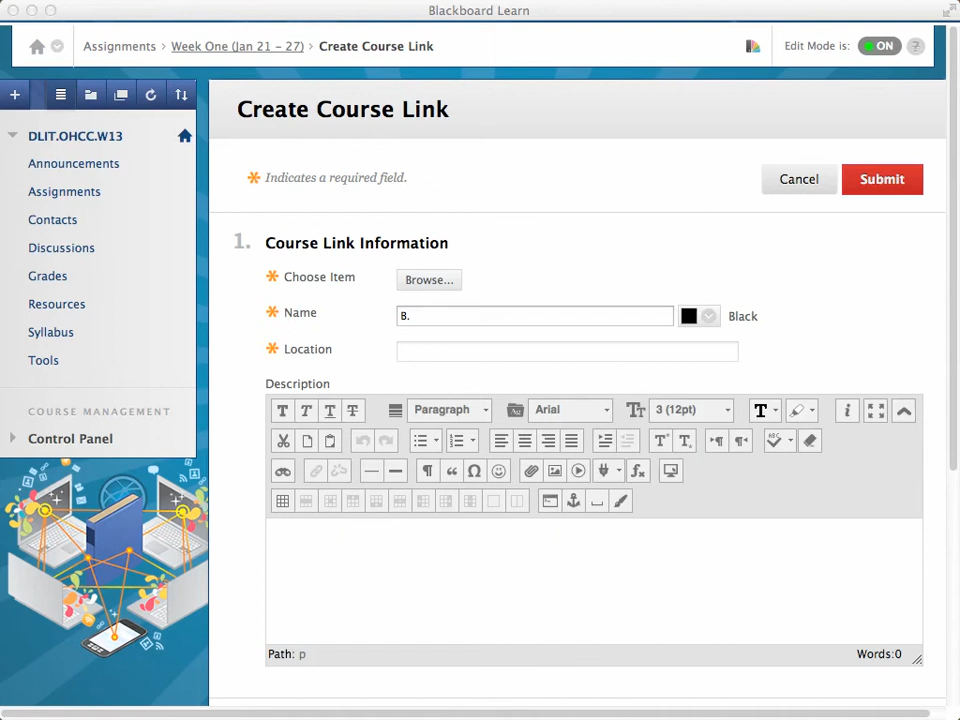 Blackboard Learn
Assignments > Week One (Jan 21 – 27) > Create Course Link
Edit Mode is: ON ?
Create Course Link
DLIT.OHCC.W13
Announcements
Assignments
Contacts
Discussions
Grades
Resources
Syllabus
Tools
COURSE MANAGEMENT
Control Panel
Indicates a required field.
Cancel
Submit
1. Course Link Information
Choose Item
Browse...
Name
B.
Black
Location
Description
T T T T Paragraph Arial 3 (12pt)
Path: p
Words:0